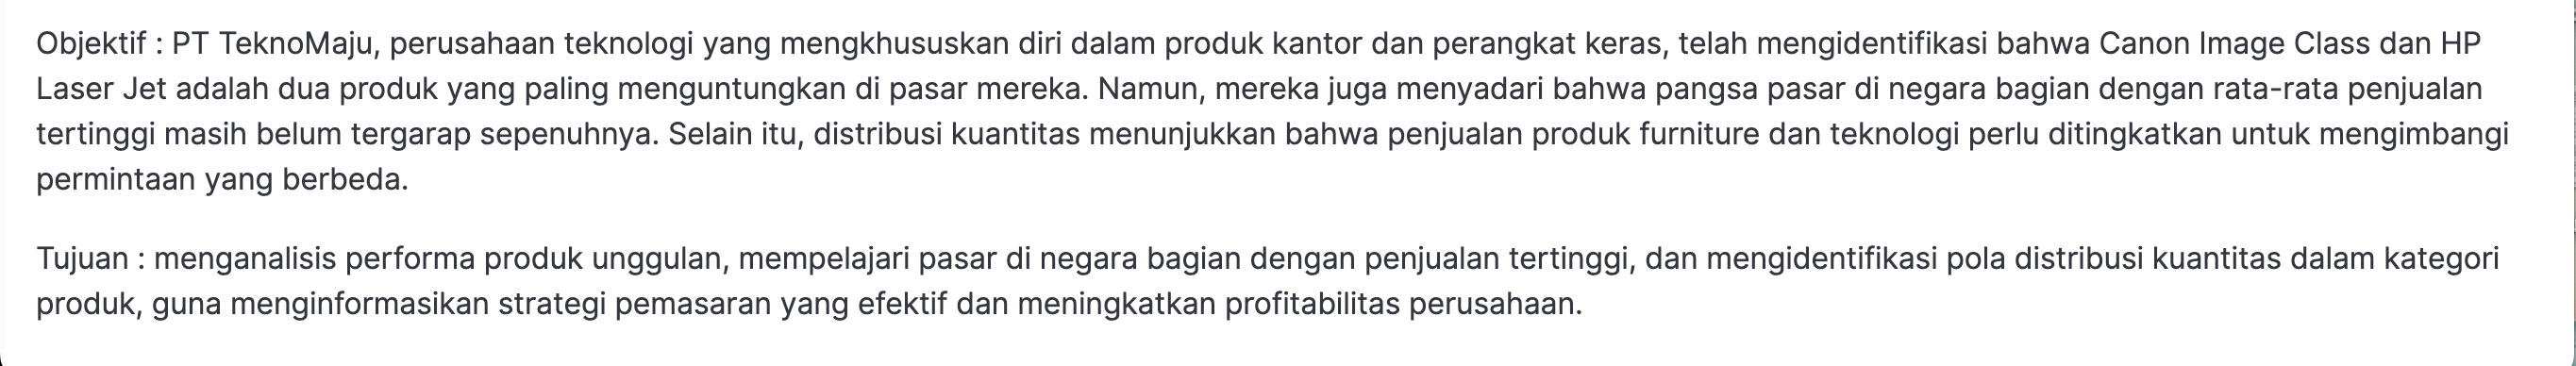 Objektif : PT TeknoMaju, perusahaan teknologi yang mengkhususkan diri dalam produk kantor dan perangkat keras, telah mengidentifikasi bahwa Canon Image Class dan HP
Laser Jet adalah dua produk yang paling menguntungkan di pasar mereka. Namun, mereka juga menyadari bahwa pangsa pasar di negara bagian dengan rata-rata penjualan
tertinggi masih belum tergarap sepenuhnya. Selain itu, distribusi kuantitas menunjukkan bahwa penjualan produk furniture dan teknologi perlu ditingkatkan untuk mengimbangi
permintaan yang berbeda.
Tujuan : menganalisis performa produk unggulan, mempelajari pasar di negara bagian dengan penjualan tertinggi, dan mengidentifikasi pola distribusi kuantitas dalam kategori
produk, guna menginformasikan strategi pemasaran yang efektif dan meningkatkan profitabilitas perusahaan.